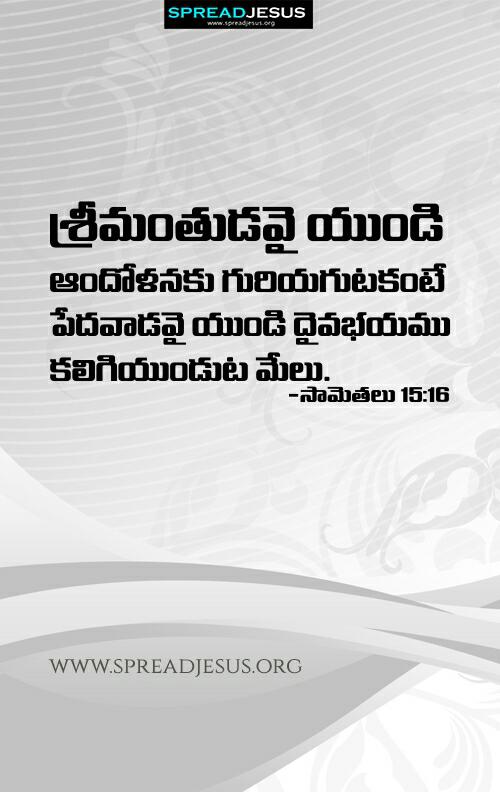 SPREADJESUS
www.spreadjesus.org
శ్రీమంతుడవై యుండి
ఆందోళనకు గురియగుటకంటే
పేదవాడవై యుండి దైవభయము
కలిగియుండుట మేలు.
-సామెతలు 15:16
WWW.SPREADJESUS.ORG